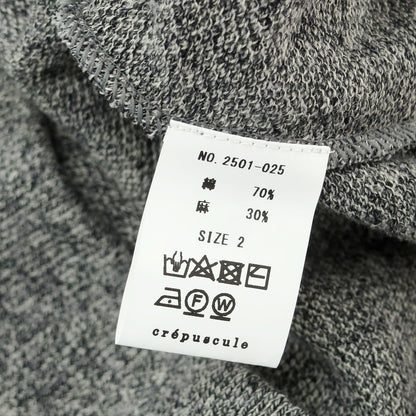 NO. 2501-025
綿 70%
麻 30%
SIZE 2
F W
crépuscule